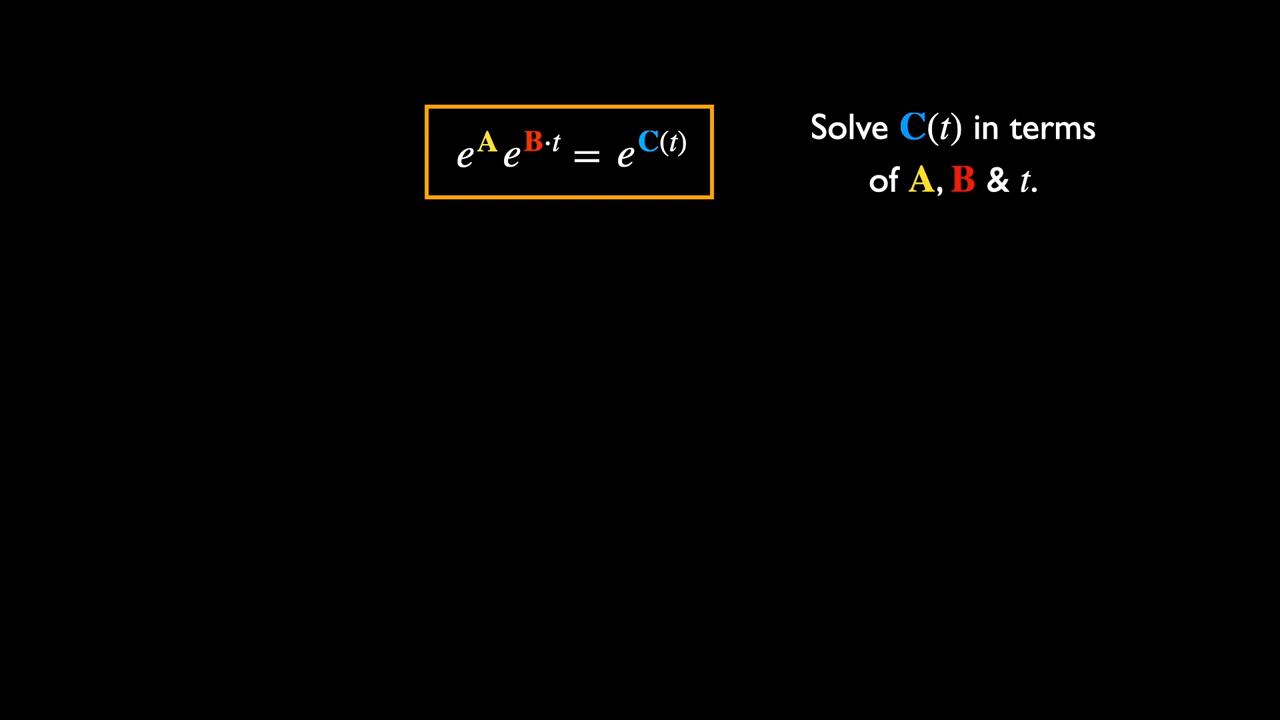 e^A e^{B·t} = e^{C(t)}
Solve C(t) in terms
of A, B & t.